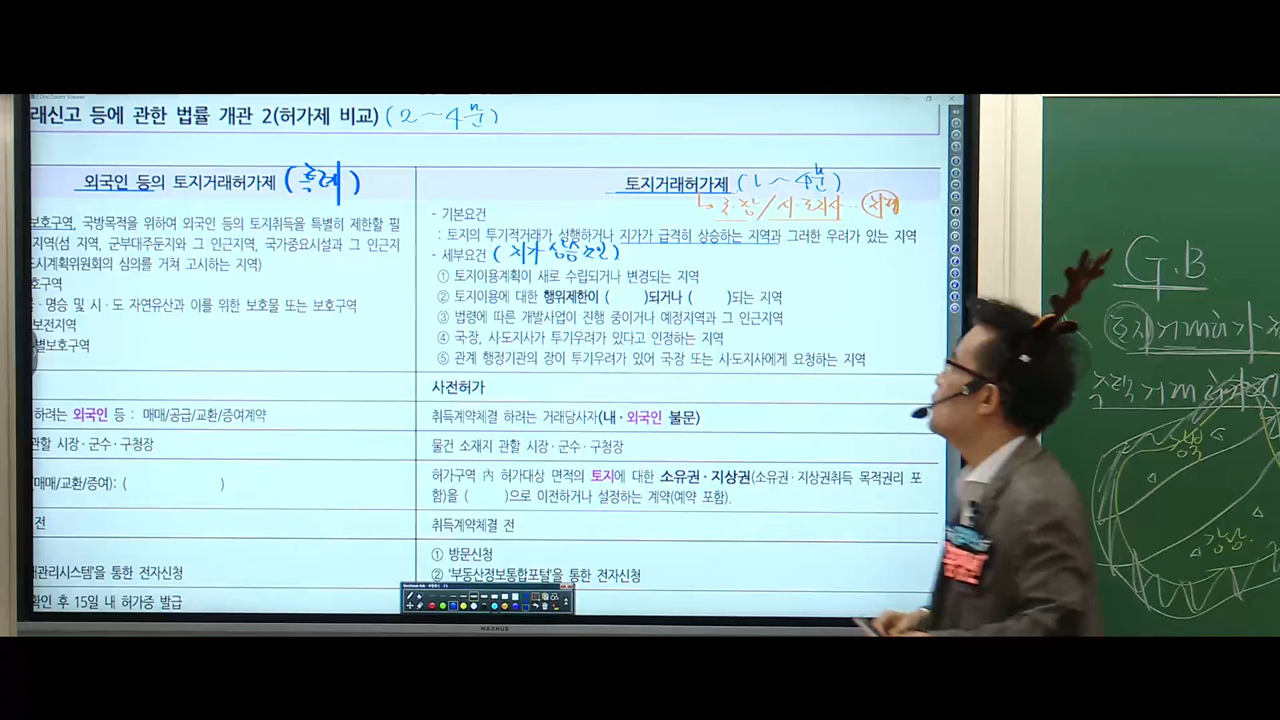 래신고 등에 관한 법률 개관 2(허가제 비교) (2~4문)
외국인 등의 토지거래허가제 (특례)
보호구역, 국방목적을 위하여 외국인 등의 토지취득을 특별히 제한할 필
지역(섬 지역, 군부대주둔지와 그 인근지역, 국가중요시설과 그 인근지
도시계획위원회의 심의를 거쳐 고시하는 지역)
호구역
· 명승 및 시 · 도 자연유산과 이를 위한 보호물 또는 보호구역
보전지역
별보호구역
하려는 외국인 등 : 매매/공급/교환/증여계약
관할 시장 · 군수 · 구청장
(매매/교환/증여): ( )
전
관리시스템'을 통한 전자신청
확인 후 15일 내 허가증 발급
토지거래허가제 (1~4문)
국·장/시·도지사
- 기본요건
: 토지의 투기적거래가 성행하거나 지가가 급격히 상승하는 지역과 그러한 우려가 있는 지역
- 세부요건 (지가 상승 요인)
① 토지이용계획이 새로 수립되거나 변경되는 지역
② 토지이용에 대한 행위제한이 ( )되거나 ( )되는 지역
③ 법령에 따른 개발사업이 진행 중이거나 예정지역과 그 인근지역
④ 국장, 시·도지사가 투기우려가 있다고 인정하는 지역
⑤ 관계 행정기관의 장이 투기우려가 있어 국장 또는 시·도지사에게 요청하는 지역
사전허가
취득계약체결 하려는 거래당사자(내 · 외국인 불문)
물건 소재지 관할 시장 · 군수 · 구청장
허가구역 內 허가대상 면적의 토지에 대한 소유권 · 지상권(소유권 · 지상권취득 목적권리 포
함)을 ( )으로 이전하거나 설정하는 계약(예약 포함).
취득계약체결 전
① 방문신청
② '부동산정보통합포털'을 통한 전자신청
MAXHUB
G.B
토지거래허가
주택거래
성북
강남